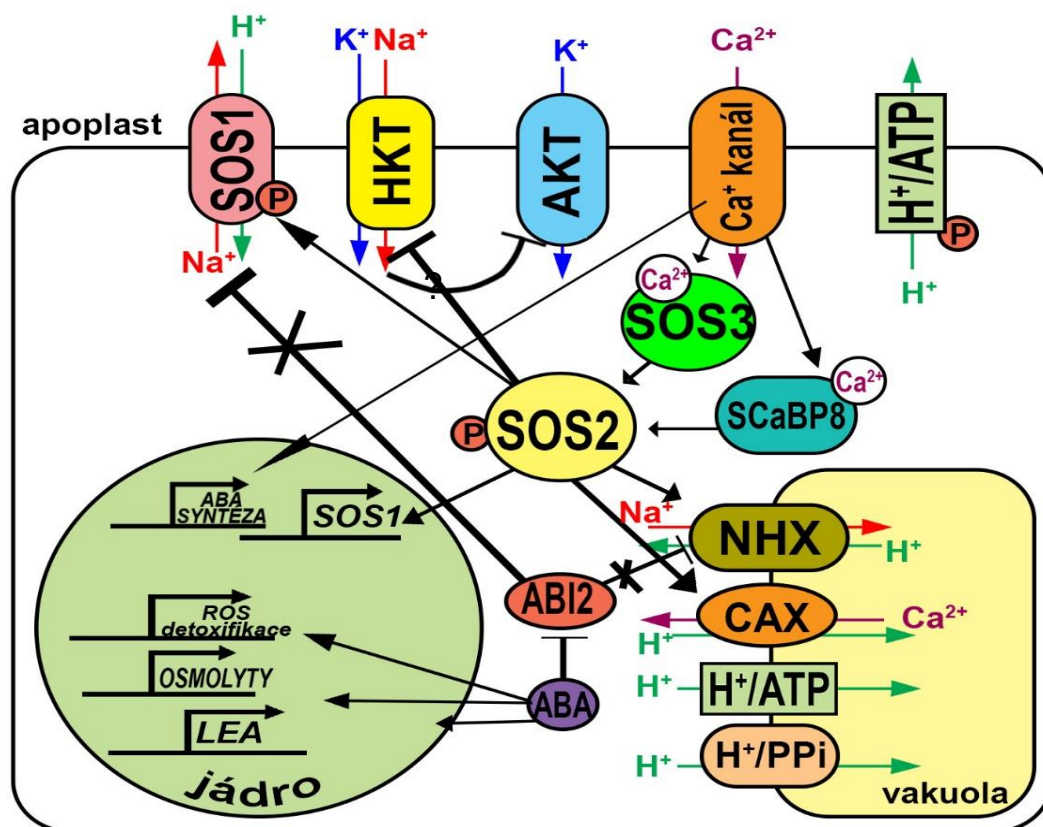 H⁺
K⁺
Na⁺
K⁺
Ca²⁺
apoplast
SOS1
P
HKT
AKT
Ca⁺ kanál
H⁺/ATP
P
Na⁺
?
Ca²⁺
SOS3
H⁺
SOS2
P
SCaBP8
Ca²⁺
ABA
SYNTÉZA
SOS1
Na⁺
NHX
H⁺
ABI2
CAX
Ca²⁺
H⁺
ROS
detoxifikace
OSMOLYTY
LEA
jádro
ABA
H⁺
H⁺/ATP
H⁺
H⁺/PPi
vakuola